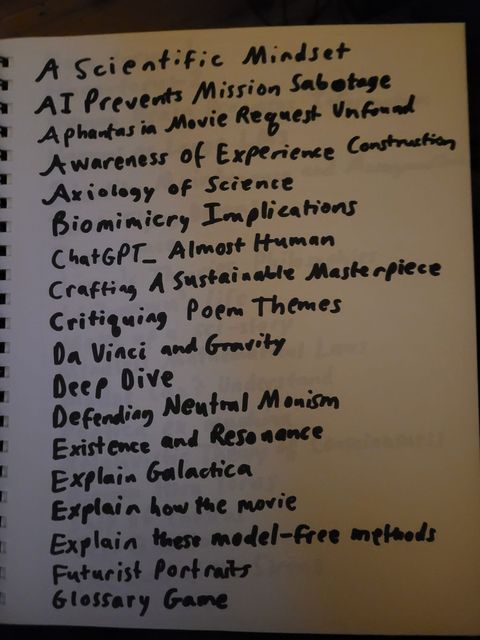 A Scientific Mindset
AI Prevents Mission Sabotage
Aphantasia Movie Request Unfound
Awareness of Experience Construction
Axiology of Science
Biomimicry Implications
ChatGPT_ Almost Human
Crafting A Sustainable Masterpiece
Critiquing Poem Themes
Da Vinci and Gravity
Deep Dive
Defending Neutral Monism
Existence and Resonance
Explain Galactica
Explain how the movie
Explain these model-free methods
Futurist Portraits
Glossary Game